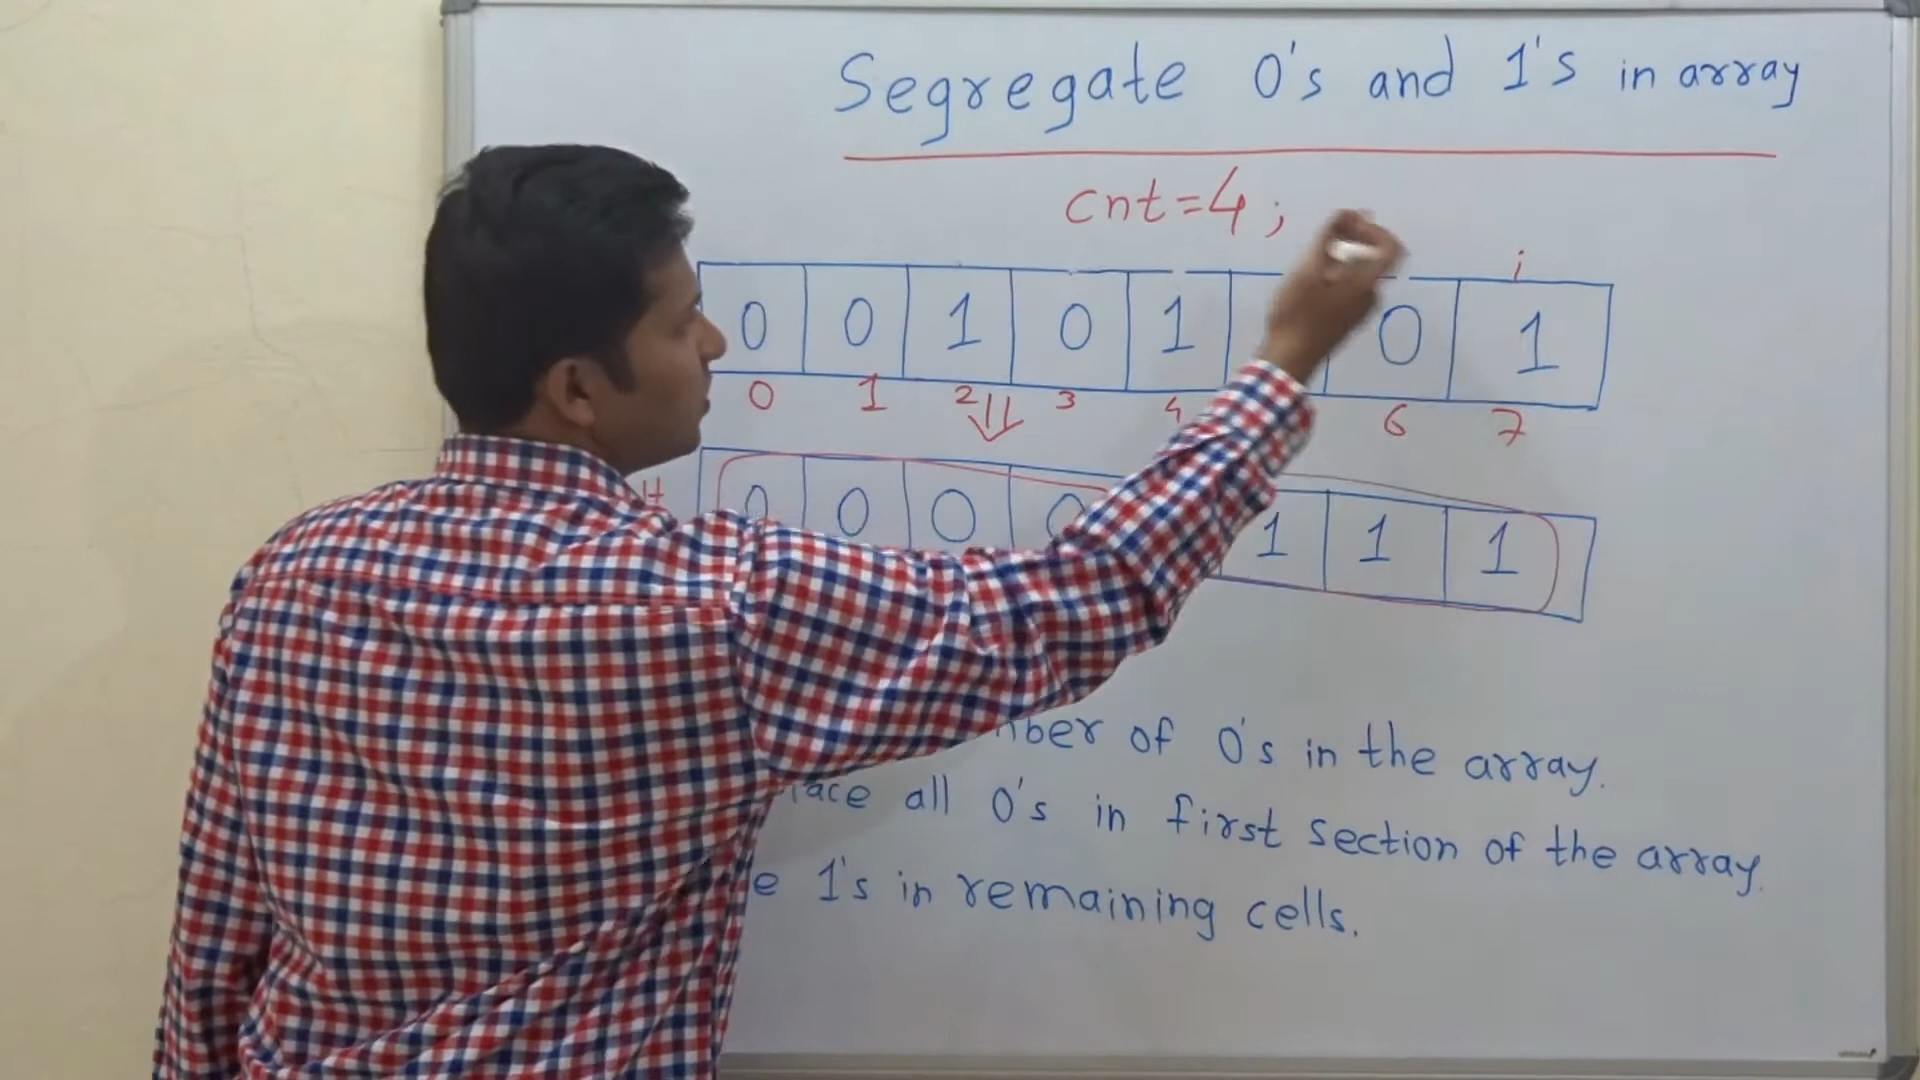 Segregate 0's and 1's in array
cnt=4;
i
0 0 1 0 1 0 1
0 1 2 3 4 6 7
0 0 0 0 1 1 1
of 0's in the array.
all 0's in first section of the array.
1's in remaining cells.